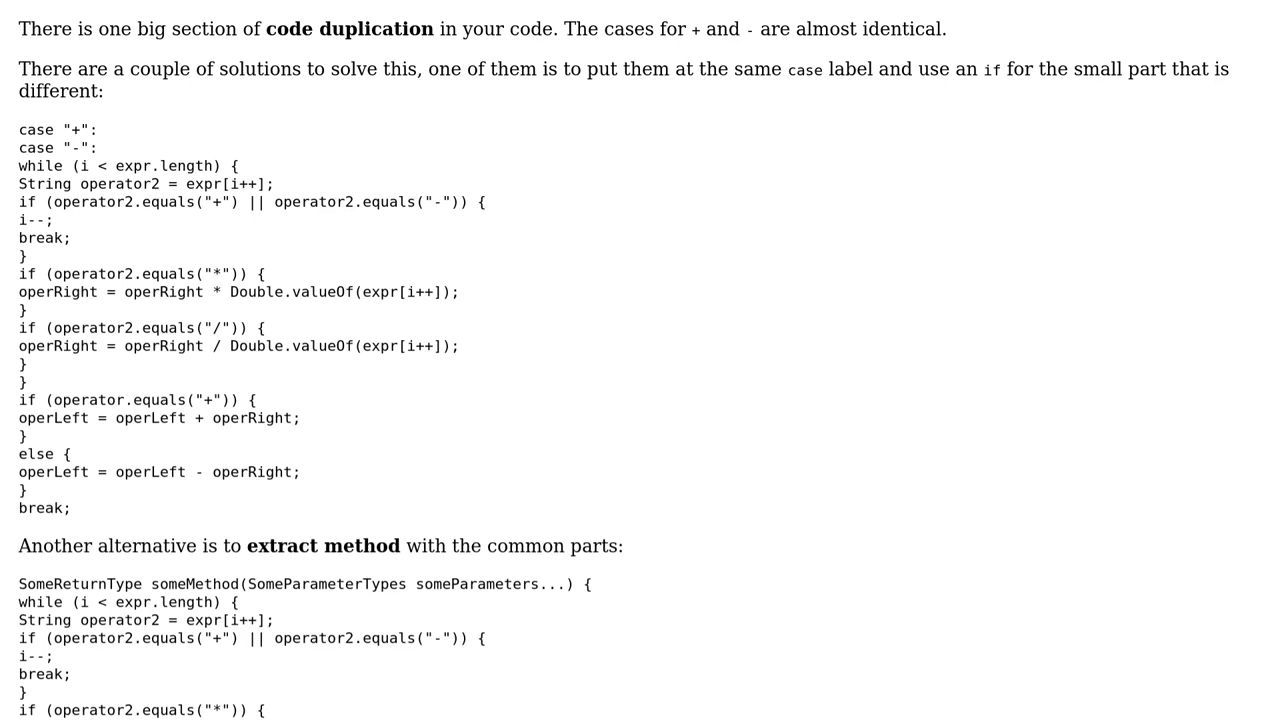 There is one big section of code duplication in your code. The cases for + and - are almost identical.
There are a couple of solutions to solve this, one of them is to put them at the same case label and use an if for the small part that is
different:
case "+":
case "-":
while (i < expr.length) {
String operator2 = expr[i++];
if (operator2.equals("+") || operator2.equals("-")) {
i--;
break;
}
if (operator2.equals("*")) {
operRight = operRight * Double.valueOf(expr[i++]);
}
if (operator2.equals("/")) {
operRight = operRight / Double.valueOf(expr[i++]);
}
}
if (operator.equals("+")) {
operLeft = operLeft + operRight;
}
else {
operLeft = operLeft - operRight;
}
break;
Another alternative is to extract method with the common parts:
SomeReturnType someMethod(SomeParameterTypes someParameters...) {
while (i < expr.length) {
String operator2 = expr[i++];
if (operator2.equals("+") || operator2.equals("-")) {
i--;
break;
}
if (operator2.equals("*")) {